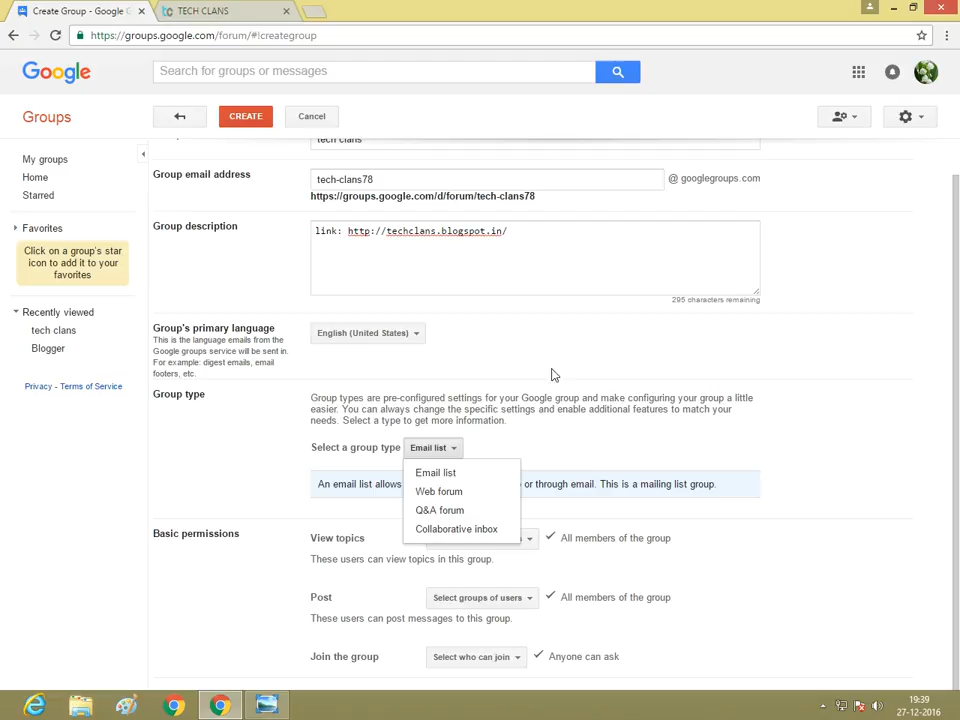 Create Group - Google G
TECH CLANS
https://groups.google.com/forum/#!creategroup
Google
Search for groups or messages
Groups
CREATE
Cancel
My groups
Home
Starred
Favorites
Click on a group's star
icon to add it to your
favorites
Recently viewed
tech clans
Blogger
Privacy - Terms of Service
tech clans
Group email address
tech-clans78
@ googlegroups.com
https://groups.google.com/d/forum/tech-clans78
Group description
link: http://techclans.blogspot.in/
295 characters remaining
Group's primary language
This is the language emails from the
Google groups service will be sent in.
For example: digest emails, email
footers, etc.
English (United States)
Group type
Group types are pre-configured settings for your Google group and make configuring your group a little
easier. You can always change the specific settings and enable additional features to match your
needs. Select a type to get more information.
Select a group type
Email list
Email list
Web forum
Q&A forum
Collaborative inbox
An email list allows
or through email. This is a mailing list group.
Basic permissions
View topics
All members of the group
These users can view topics in this group.
Post
Select groups of users
All members of the group
These users can post messages to this group.
Join the group
Select who can join
Anyone can ask
19:39
27-12-2016